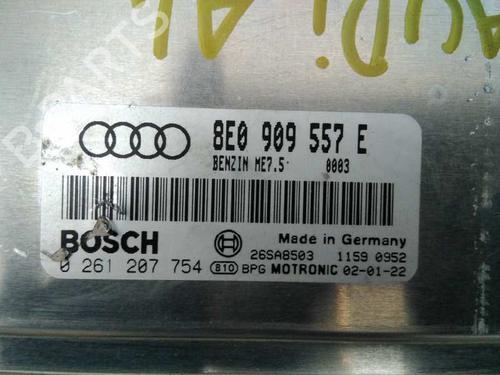 AUDI A4
8E0 909 557 E
BENZIN ME7.5 0003
BOSCH
Made in Germany
26SA8503 1159 0952
0 261 207 754 810 BPG MOTRONIC 02-01-22